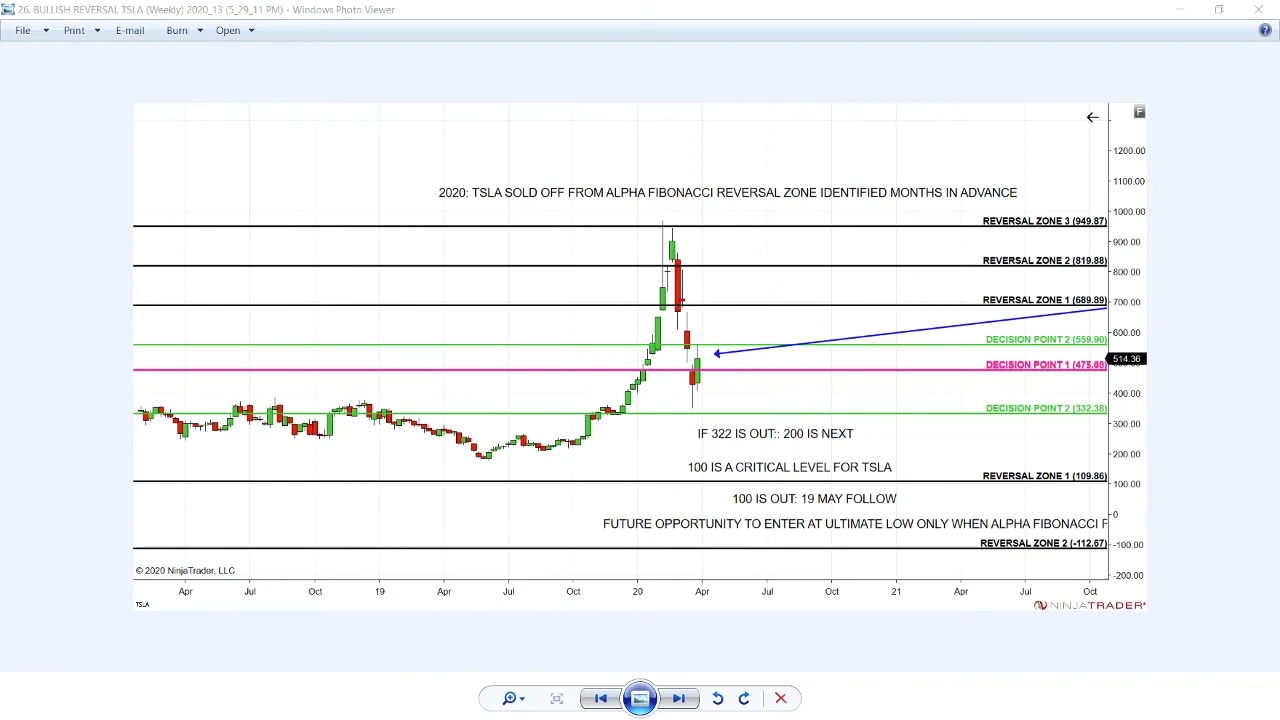 26. BULLISH REVERSAL TSLA (Weekly) 2020_13 (5_29_11 PM) - Windows Photo Viewer
File Print E-mail Burn Open
F
2020: TSLA SOLD OFF FROM ALPHA FIBONACCI REVERSAL ZONE IDENTIFIED MONTHS IN ADVANCE
1200.00
1100.00
1000.00
REVERSAL ZONE 3 (949.87)
900.00
REVERSAL ZONE 2 (819.88)
800.00
REVERSAL ZONE 1 (689.89)
700.00
600.00
DECISION POINT 2 (559.90)
514.36
DECISION POINT 1
400.00
DECISION POINT 2 (332.38)
300.00
IF 322 IS OUT:: 200 IS NEXT
200.00
100 IS A CRITICAL LEVEL FOR TSLA
REVERSAL ZONE 1 (109.86)
100.00
100 IS OUT: 19 MAY FOLLOW
0
FUTURE OPPORTUNITY TO ENTER AT ULTIMATE LOW ONLY WHEN ALPHA FIBONACCI F
REVERSAL ZONE 2 (-112.67)
-100.00
© 2020 NinjaTrader, LLC
-200.00
Apr Jul Oct 19 Apr Jul Oct 20 Apr Jul Oct 21 Apr Jul Oct
TSLA
NINJATRADER